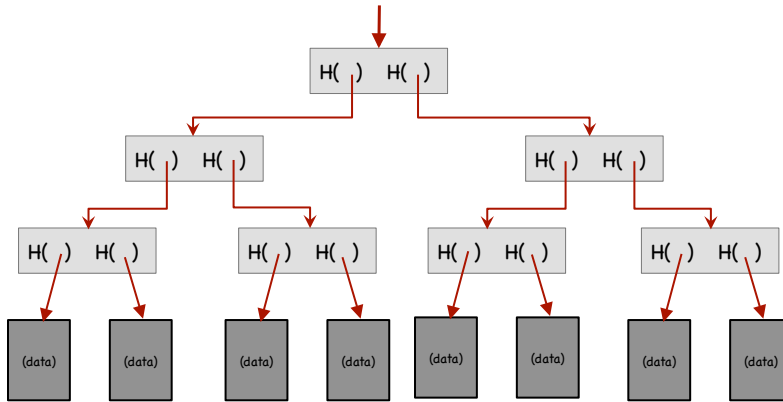 H( ) H( )
H( ) H( ) H( ) H( )
H( ) H( ) H( ) H( ) H( ) H( ) H( ) H( )
(data) (data) (data) (data) (data) (data) (data) (data)